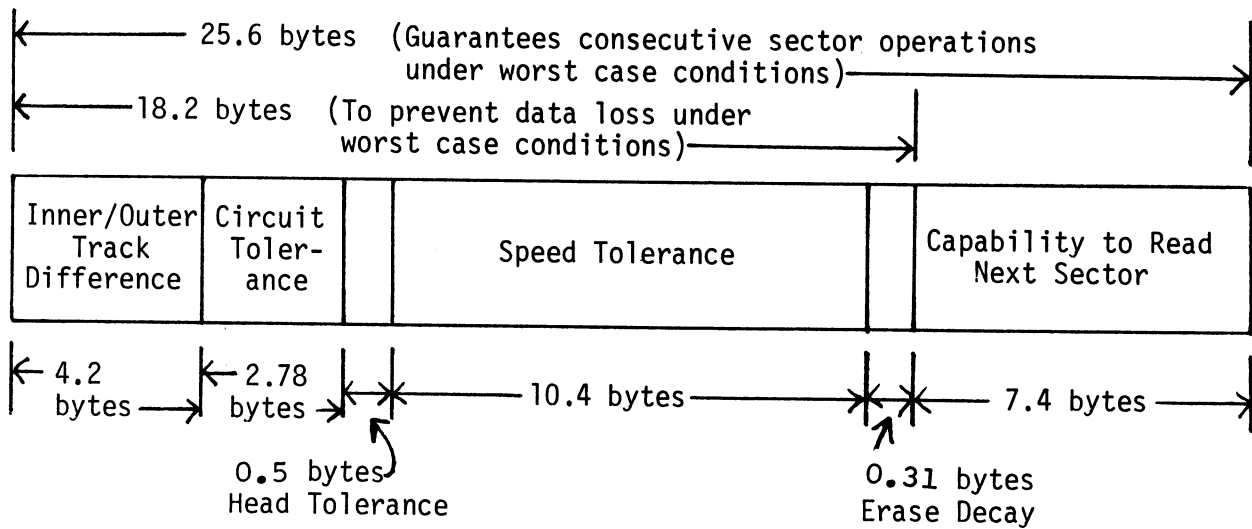 25.6 bytes (Guarantees consecutive sector operations
under worst case conditions)
18.2 bytes (To prevent data loss under
worst case conditions)
Inner/Outer
Track
Difference
Circuit
Toler-
ance
Speed Tolerance
Capability to Read
Next Sector
4.2
bytes
2.78
bytes
10.4 bytes
7.4 bytes
0.5 bytes
Head Tolerance
0.31 bytes
Erase Decay